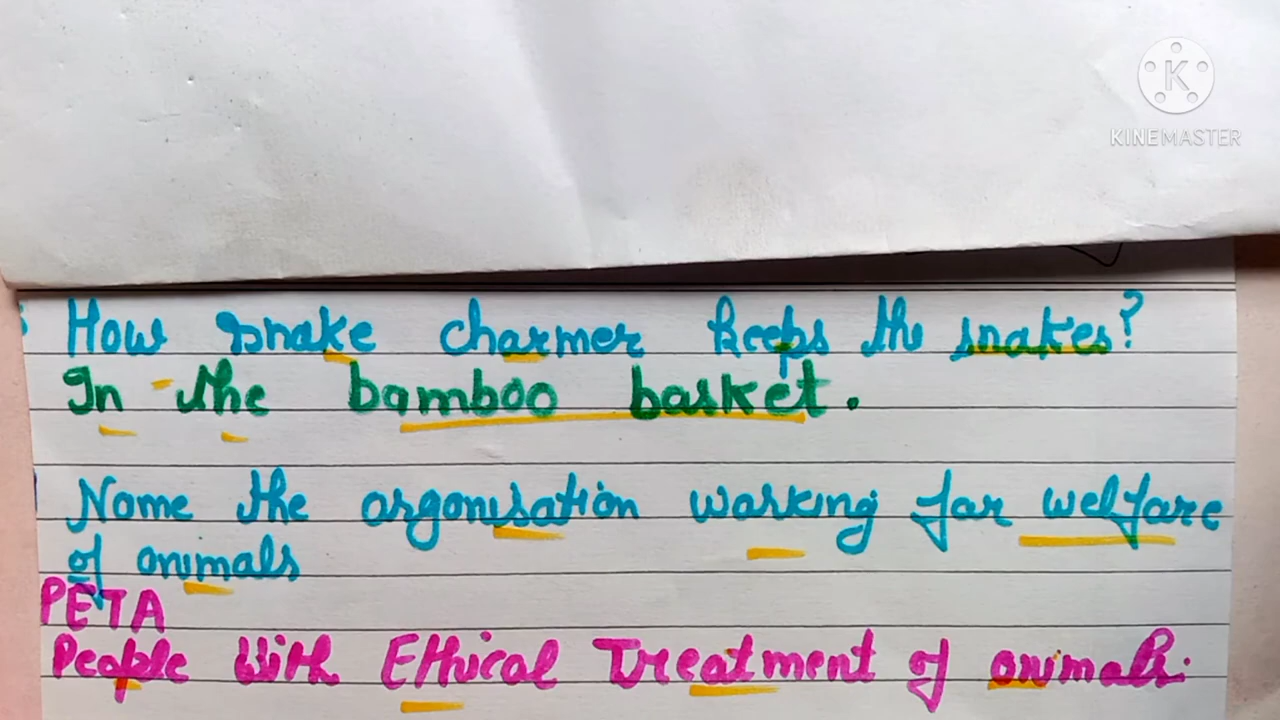 KINEMASTER
How snake charmer keeps the snakes?
In the bamboo basket.
Name the organisation working for welfare
of animals
PETA
People With Ethical Treatment of animals.